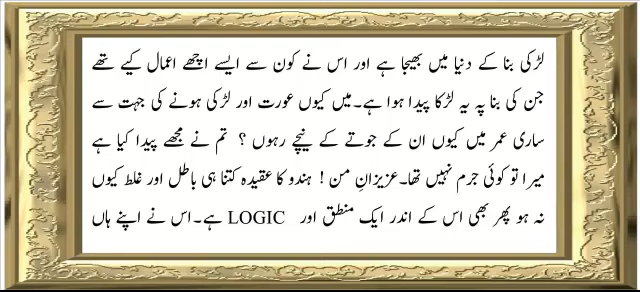 لڑکی بنا کے دنیا میں بھیجا ہے اور اس نے کون سے ایسے اچھے اعمال کیے تھے
جن کی بنا پہ یہ لڑکا پیدا ہوا ہے۔میں کیوں عورت اور لڑکی ہونے کی جہت سے
ساری عمر میں کیوں ان کے جوتے کے نیچے رہوں ؟ تم نے مجھے پیدا کیا ہے
میرا تو کوئی جرم نہیں تھا۔عزیزانِ من ! ہندو کا عقیدہ کتنا ہی باطل اور غلط کیوں
نہ ہو پھر بھی اس کے اندر ایک منطق اور LOGIC ہے۔اس نے اپنے ہاں